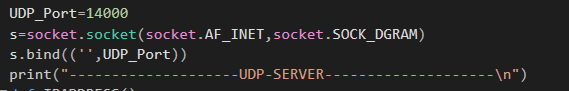 UDP_Port=14000
s=socket.socket(socket.AF_INET,socket.SOCK_DGRAM)
s.bind(('',UDP_Port))
print("--------------------UDP-SERVER--------------------\n")